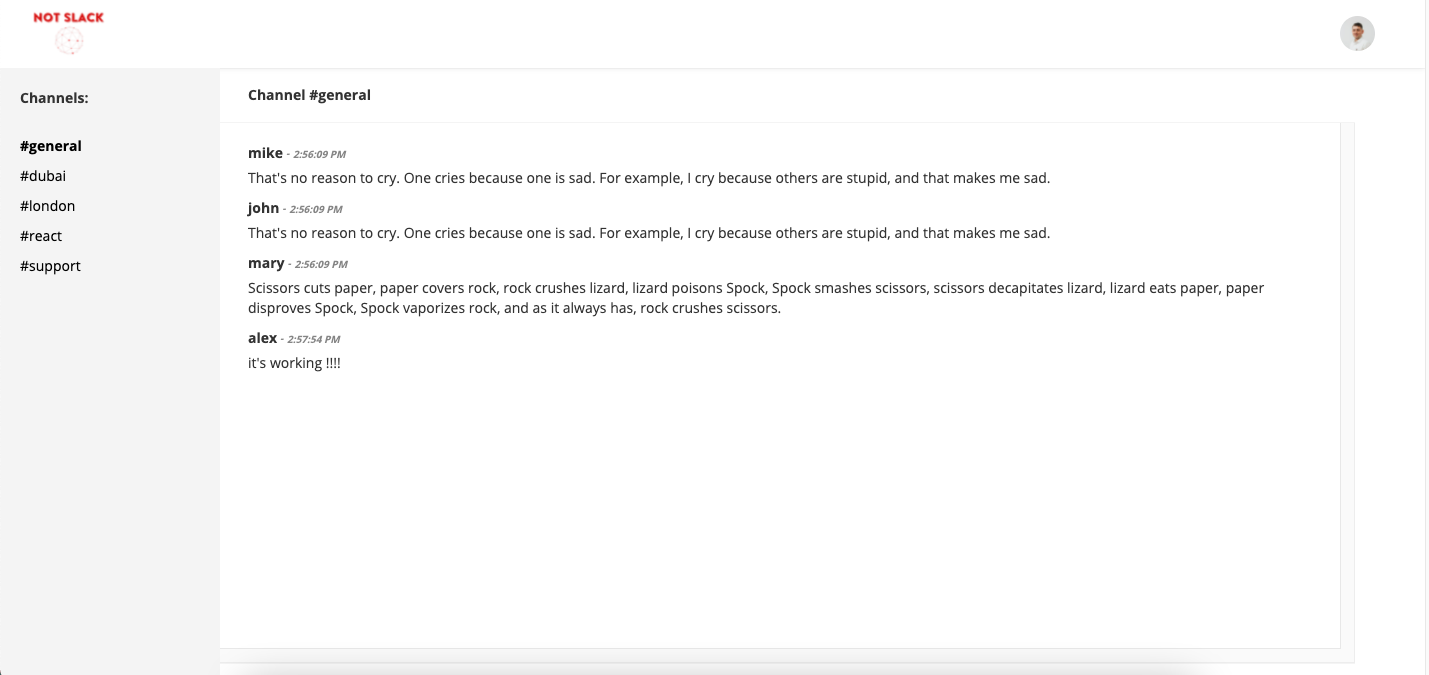 NOT SLACK
Channels:
#general
#dubai
#london
#react
#support
Channel #general
mike - 2:56:09 PM
That's no reason to cry. One cries because one is sad. For example, I cry because others are stupid, and that makes me sad.
john - 2:56:09 PM
That's no reason to cry. One cries because one is sad. For example, I cry because others are stupid, and that makes me sad.
mary - 2:56:09 PM
Scissors cuts paper, paper covers rock, rock crushes lizard, lizard poisons Spock, Spock smashes scissors, scissors decapitates lizard, lizard eats paper, paper
disproves Spock, Spock vaporizes rock, and as it always has, rock crushes scissors.
alex - 2:57:54 PM
it's working !!!!